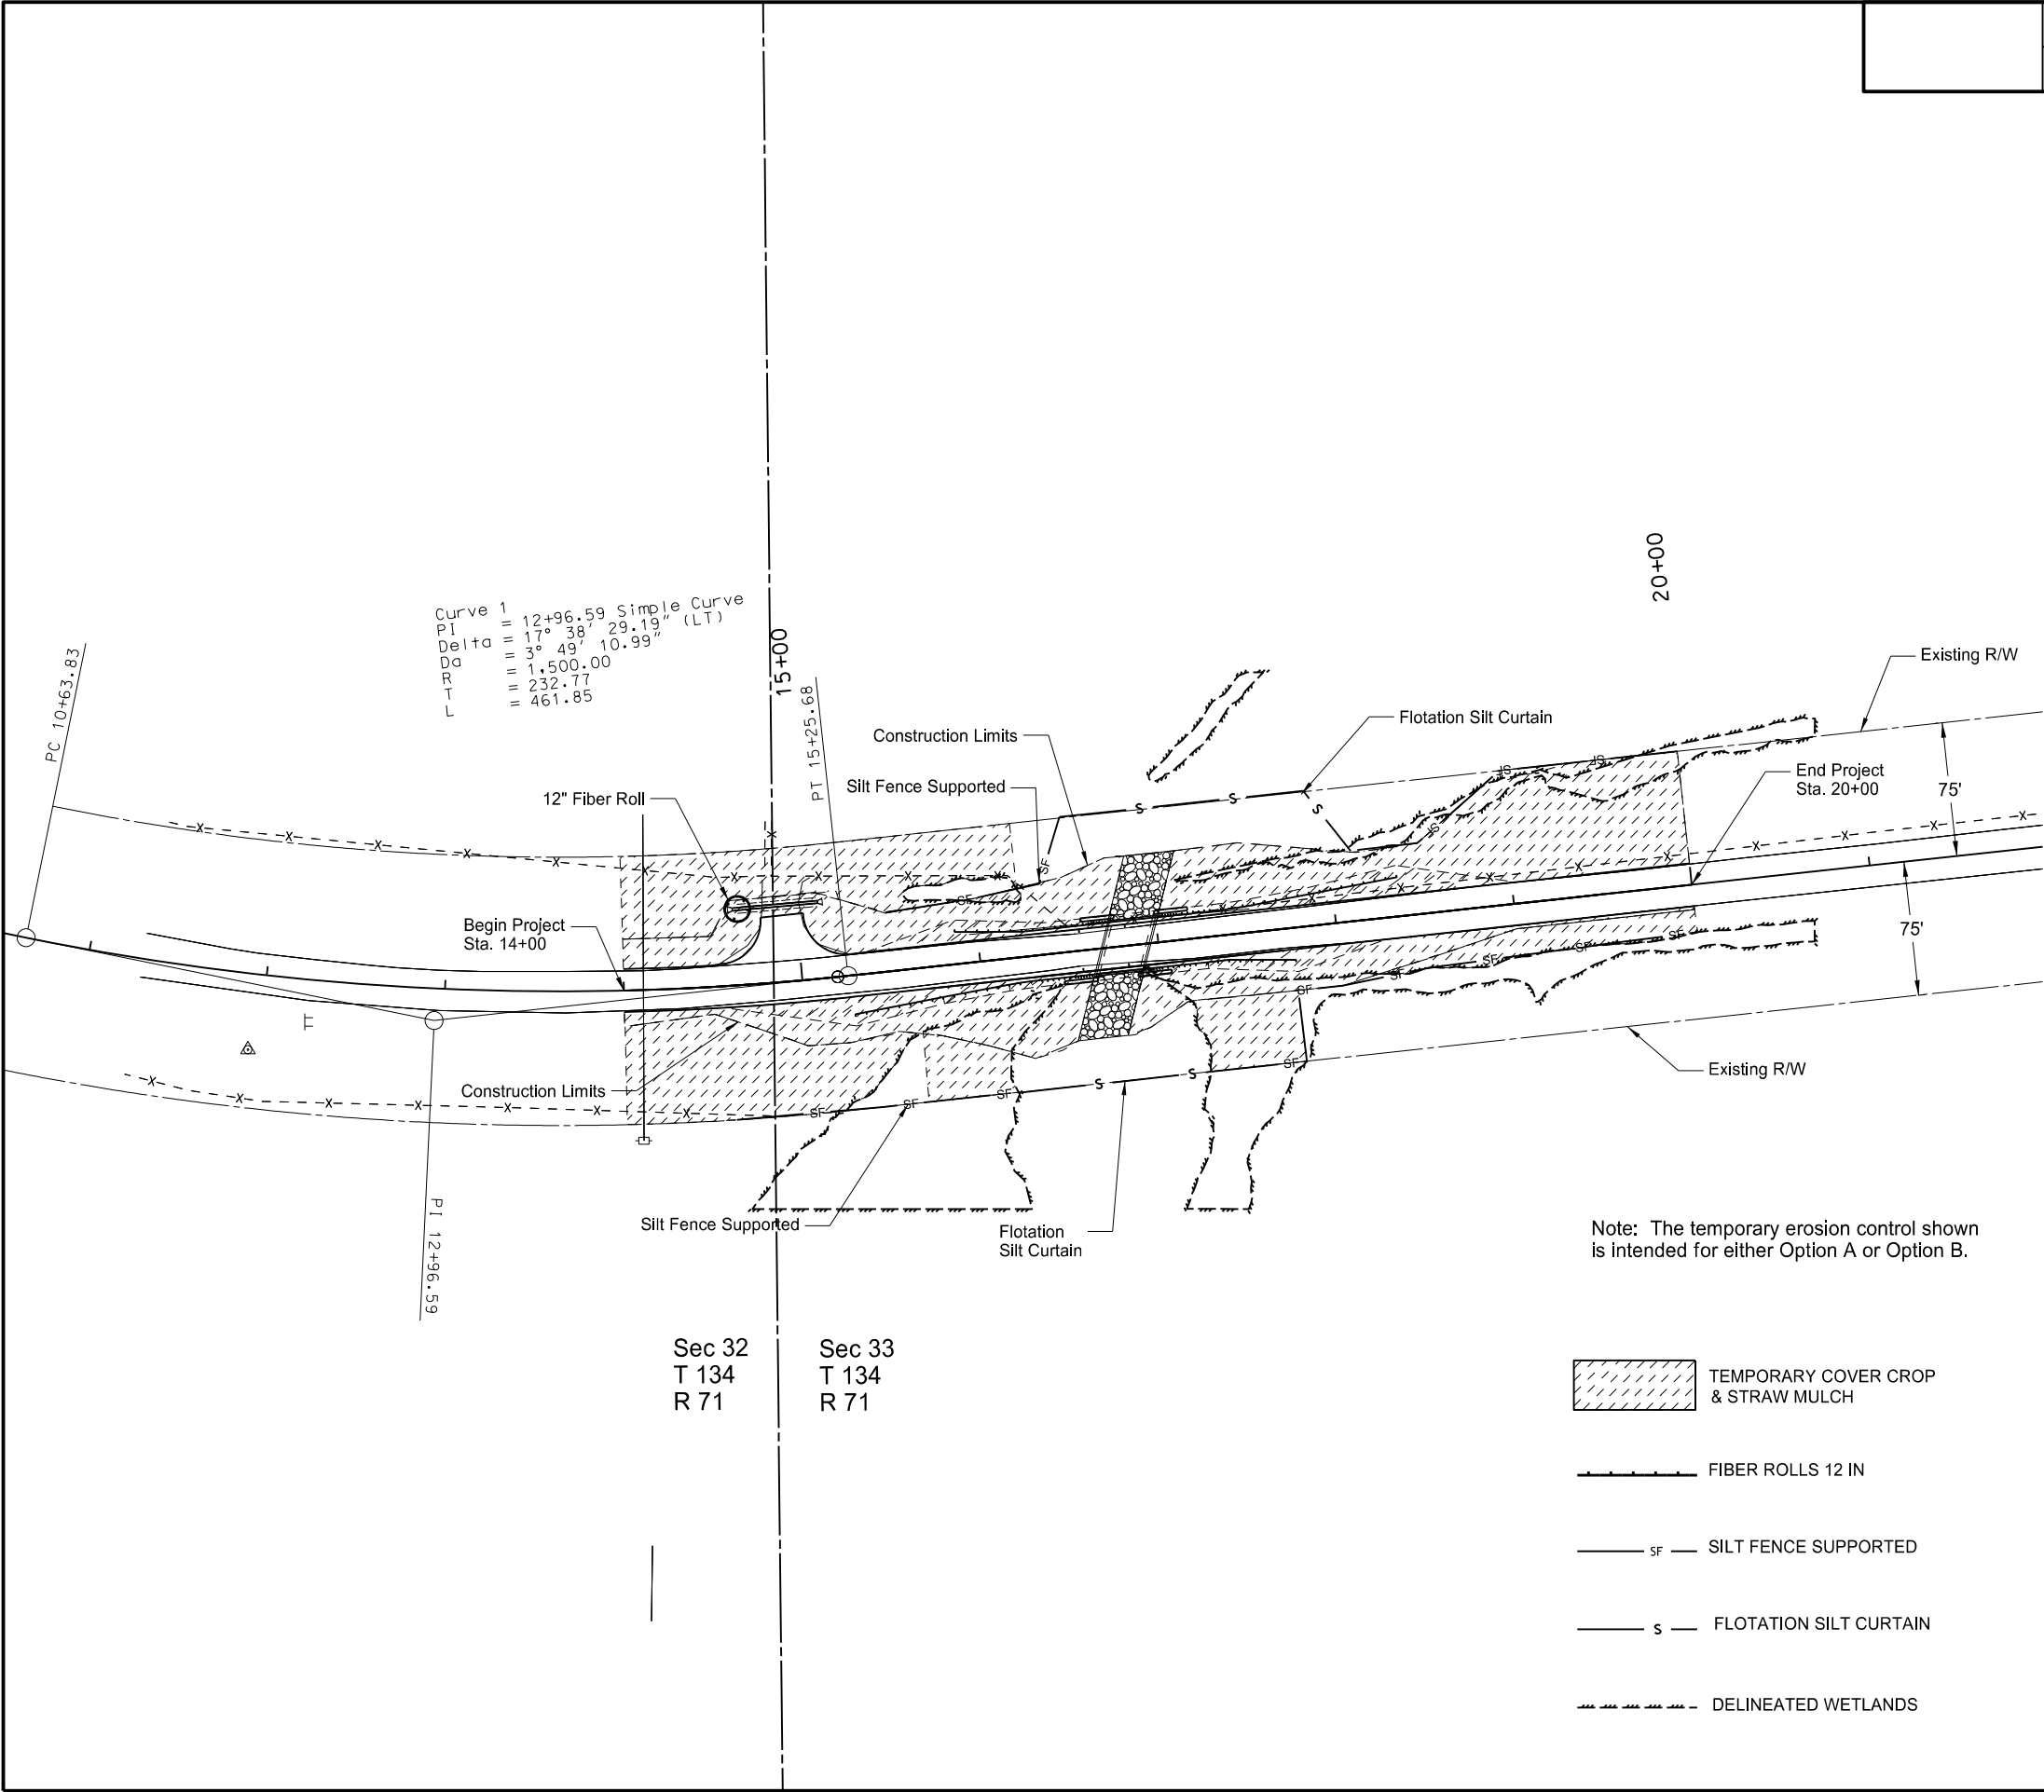 20+00
Curve 1
PI = 12+96.59 Simple Curve
Delta = 17° 38' 29.19" (LT)
Da = 3° 49' 10.99"
R = 1,500.00
T = 232.77
L = 461.85
15+00
PC 10+63.83
PT 15+25.68
Existing R/W
Flotation Silt Curtain
Construction Limits
Silt Fence Supported
12" Fiber Roll
End Project
Sta. 20+00
75'
Begin Project
Sta. 14+00
75'
Construction Limits
Existing R/W
PI 12+96.59
Silt Fence Supported
Flotation
Silt Curtain
Note: The temporary erosion control shown
is intended for either Option A or Option B.
Sec 32
T 134
R 71
Sec 33
T 134
R 71
TEMPORARY COVER CROP
& STRAW MULCH
FIBER ROLLS 12 IN
SF SILT FENCE SUPPORTED
S FLOTATION SILT CURTAIN
DELINEATED WETLANDS